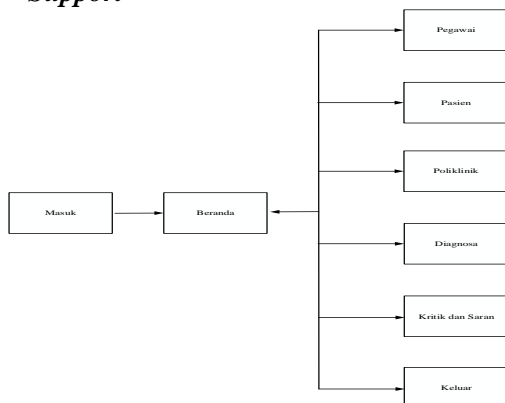 Support
Pegawai
Pasien
Poliklinik
Masuk
Beranda
Diagnosa
Kritik dan Saran
Keluar